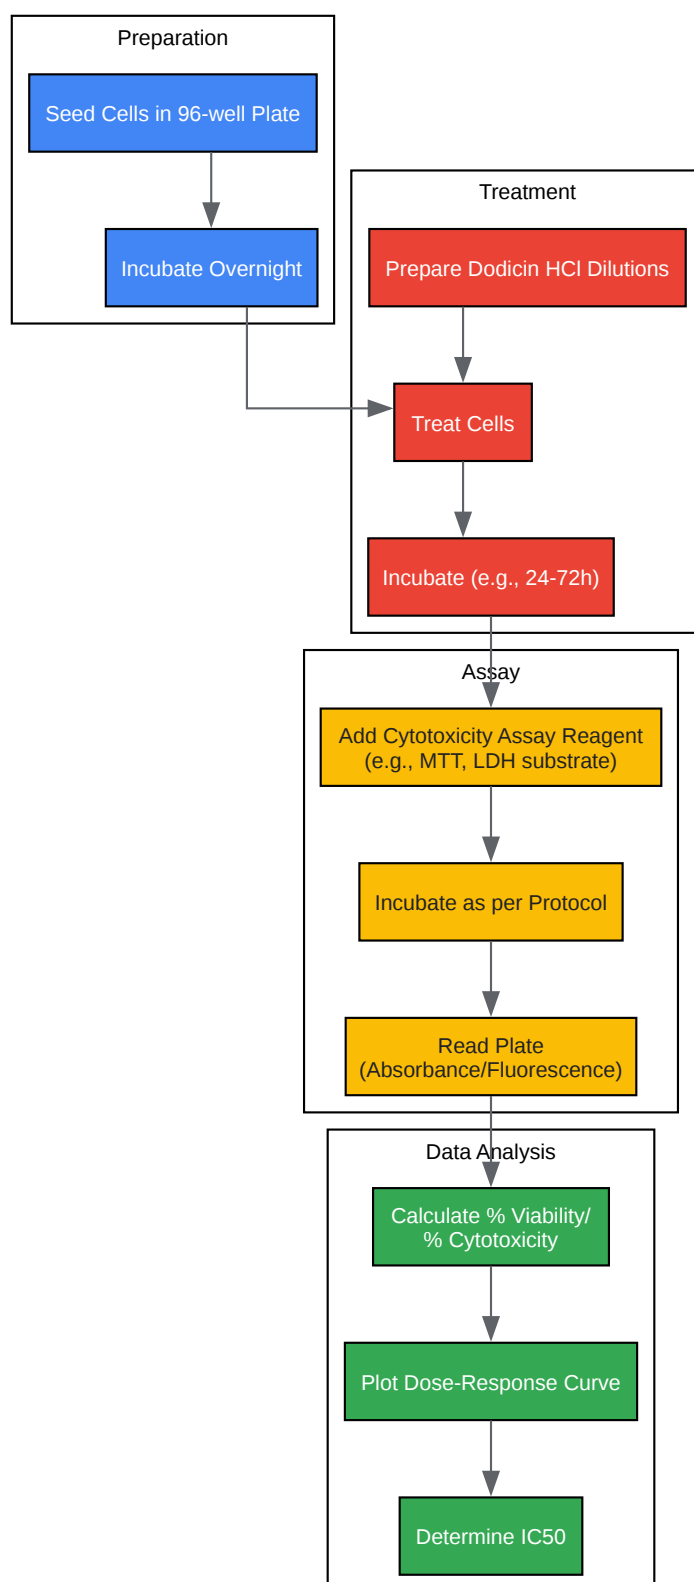 Preparation
Seed Cells in 96-well Plate
Incubate Overnight
Treatment
Prepare Dodicin HCl Dilutions
Treat Cells
Incubate (e.g., 24-72h)
Assay
Add Cytotoxicity Assay Reagent
(e.g., MTT, LDH substrate)
Incubate as per Protocol
Read Plate
(Absorbance/Fluorescence)
Data Analysis
Calculate % Viability/
% Cytotoxicity
Plot Dose-Response Curve
Determine IC50